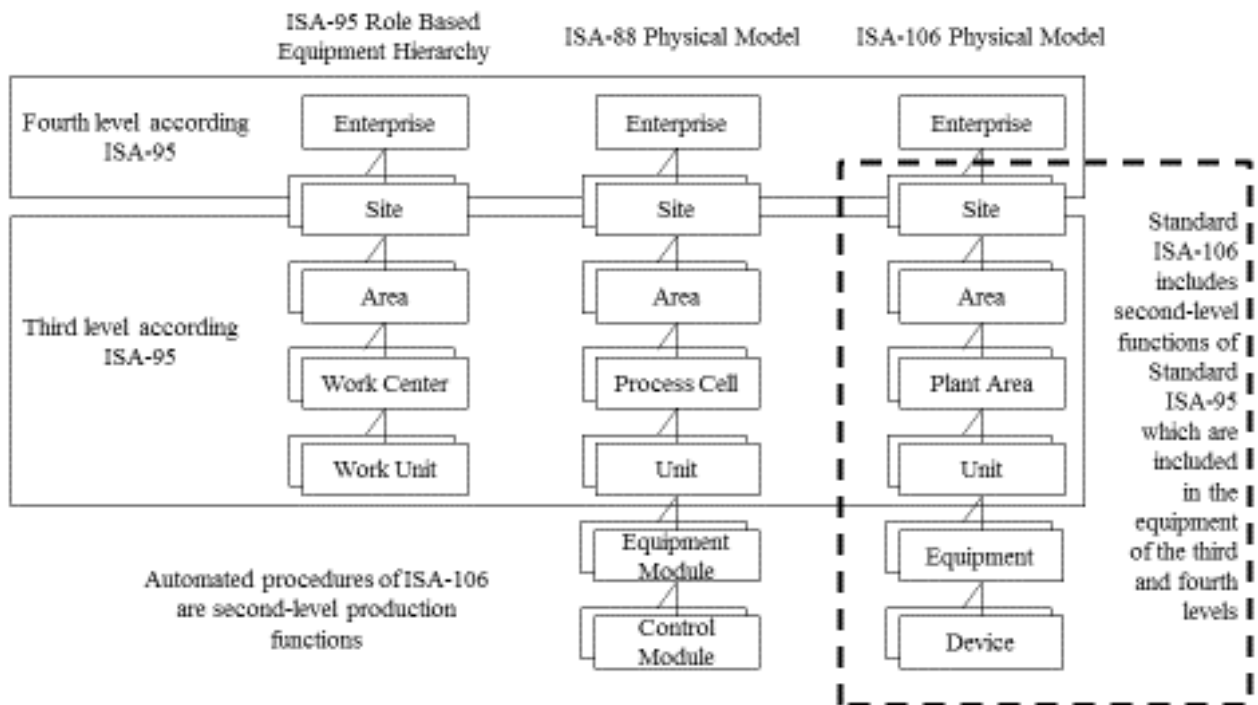 ISA-95 Role Based
Equipment Hierarchy
ISA-88 Physical Model
ISA-106 Physical Model
Fourth level according
ISA-95
Enterprise
Enterprise
Enterprise
Site
Site
Site
Third level according
ISA-95
Area
Area
Area
Work Center
Process Cell
Plant Area
Work Unit
Unit
Unit
Equipment
Module
Equipment
Control
Module
Device
Automated procedures of ISA-106
are second-level production
functions
Standard
ISA-106
includes
second-level
functions of
Standard
ISA-95
which are
included
in the
equipment
of the third
and fourth
levels